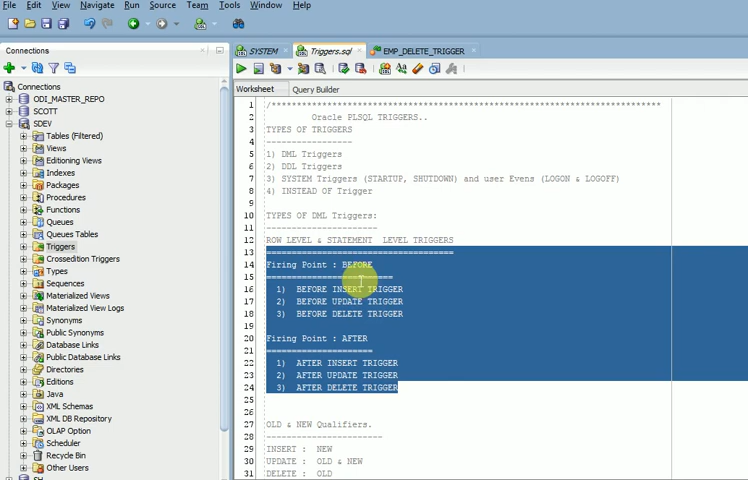 File Edit View Navigate Run Source Team Tools Window Help
Connections
Connections
ODI_MASTER_REPO
SCOTT
SDEV
Tables (Filtered)
Views
Editioning Views
Indexes
Packages
Procedures
Functions
Queues
Queues Tables
Triggers
Crossedition Triggers
Types
Sequences
Materialized Views
Materialized View Logs
Synonyms
Public Synonyms
Database Links
Public Database Links
Directories
Editions
Java
XML Schemas
XML DB Repository
OLAP Option
Scheduler
Recycle Bin
Other Users
SH
SYSTEM Triggers.sql EMP_DELETE_TRIGGER
Worksheet Query Builder
1 /******************************************************************************
2 Oracle PLSQL TRIGGERS..
3 TYPES OF TRIGGERS
4 -----------------
5 1) DML Triggers
6 2) DDL Triggers
7 3) SYSTEM Triggers (STARTUP, SHUTDOWN) and user Evens (LOGON & LOGOFF)
8 4) INSTEAD OF Trigger
9
10 TYPES OF DML Triggers:
11 ----------------------
12 ROW LEVEL & STATEMENT LEVEL TRIGGERS
13 =====================================
14 Firing Point : BEFORE
15 =========================
16 1) BEFORE INSERT TRIGGER
17 2) BEFORE UPDATE TRIGGER
18 3) BEFORE DELETE TRIGGER
19
20 Firing Point : AFTER
21 =====================
22 1) AFTER INSERT TRIGGER
23 2) AFTER UPDATE TRIGGER
24 3) AFTER DELETE TRIGGER
25
26
27 OLD & NEW Qualifiers.
28 -----------------------
29 INSERT : NEW
30 UPDATE : OLD & NEW
31 DELETE : OLD